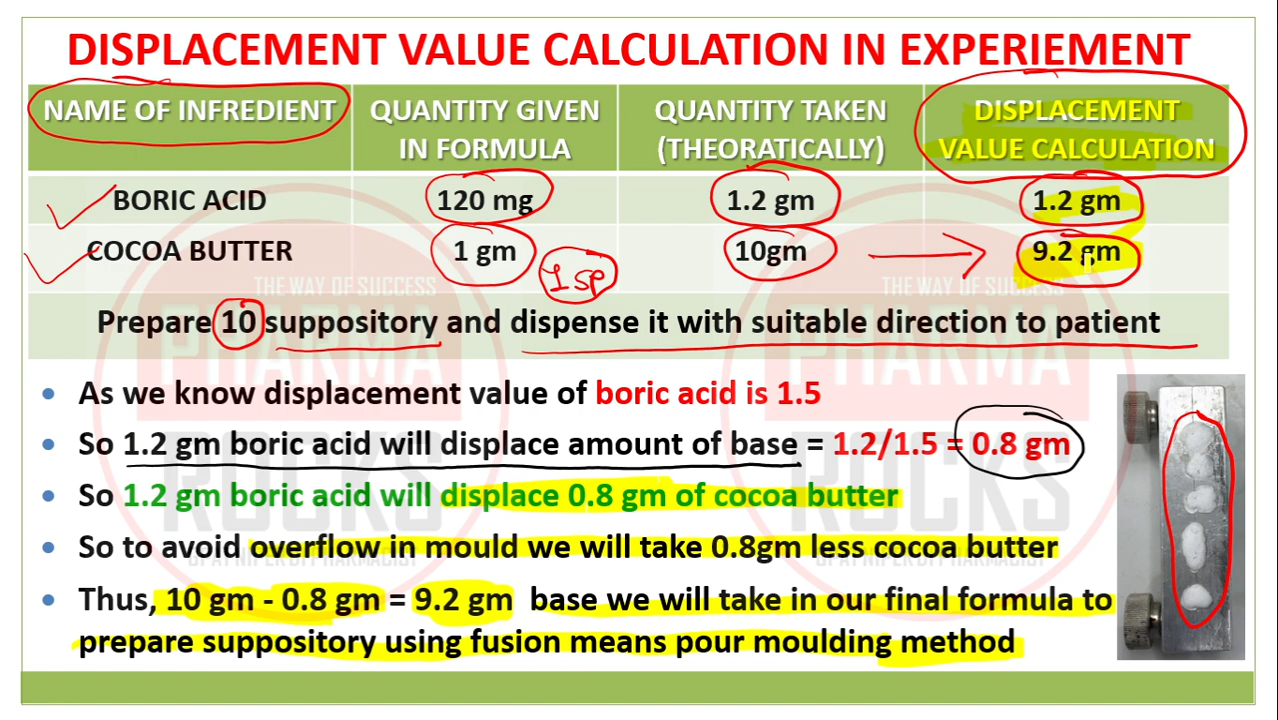 DISPLACEMENT VALUE CALCULATION IN EXPERIEMENT
NAME OF INFREDIENT
QUANTITY GIVEN
IN FORMULA
QUANTITY TAKEN
(THEORATICALLY)
DISPLACEMENT
VALUE CALCULATION
BORIC ACID
120 mg
1.2 gm
1.2 gm
COCOA BUTTER
1 gm
10gm
9.2 gm
1 sp
THE WAY OF SUCCESS
THE WAY OF SUCCESS
Prepare 10 suppository and dispense it with suitable direction to patient
PHARMA
PHARMA
• As we know displacement value of boric acid is 1.5
• So 1.2 gm boric acid will displace amount of base = 1.2/1.5 = 0.8 gm
ROCKS
ROCKS
• So 1.2 gm boric acid will displace 0.8 gm of cocoa butter
• So to avoid overflow in mould we will take 0.8gm less cocoa butter
• Thus, 10 gm - 0.8 gm = 9.2 gm base we will take in our final formula to
prepare suppository using fusion means pour moulding method